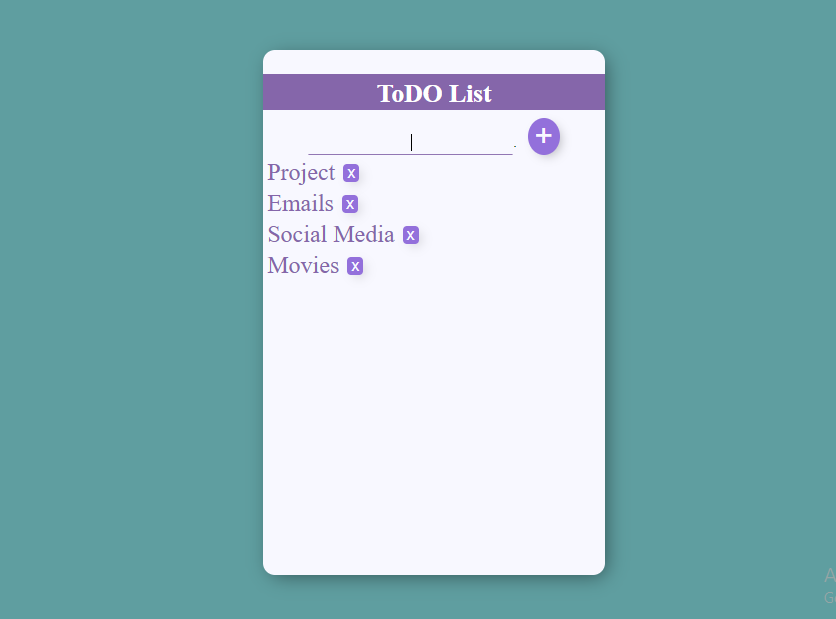 ToDO List
+
Project x
Emails x
Social Media x
Movies x